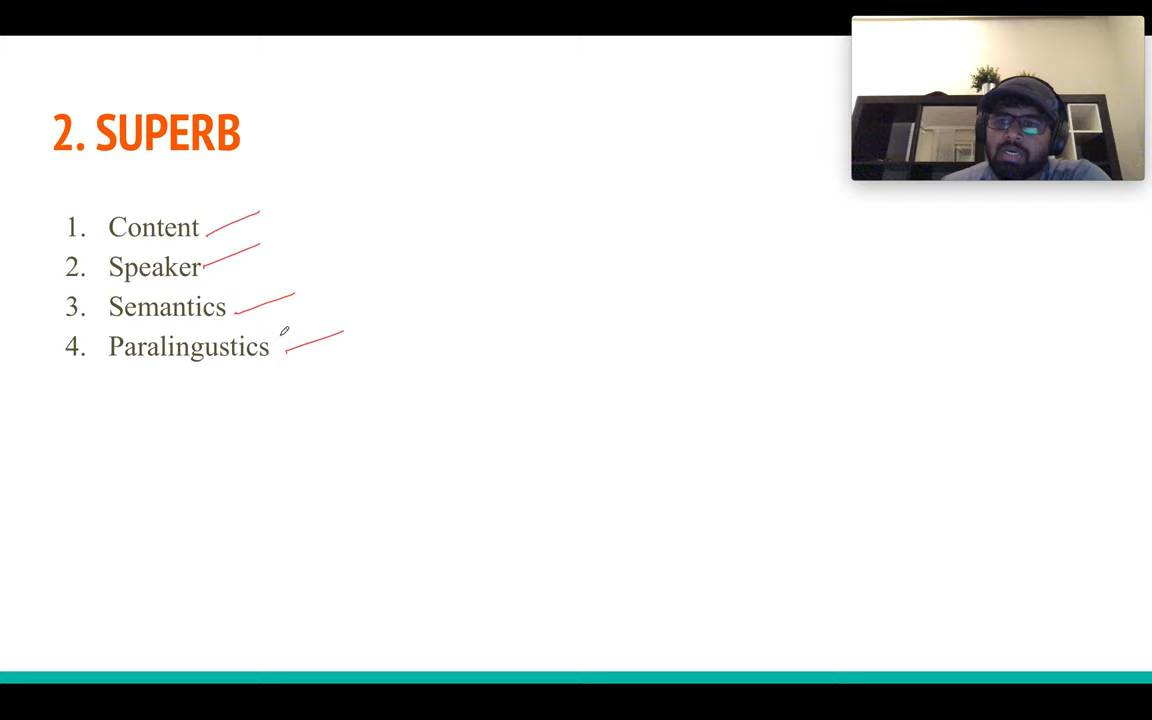 2. SUPERB
1. Content
2. Speaker
3. Semantics
4. Paralingustics